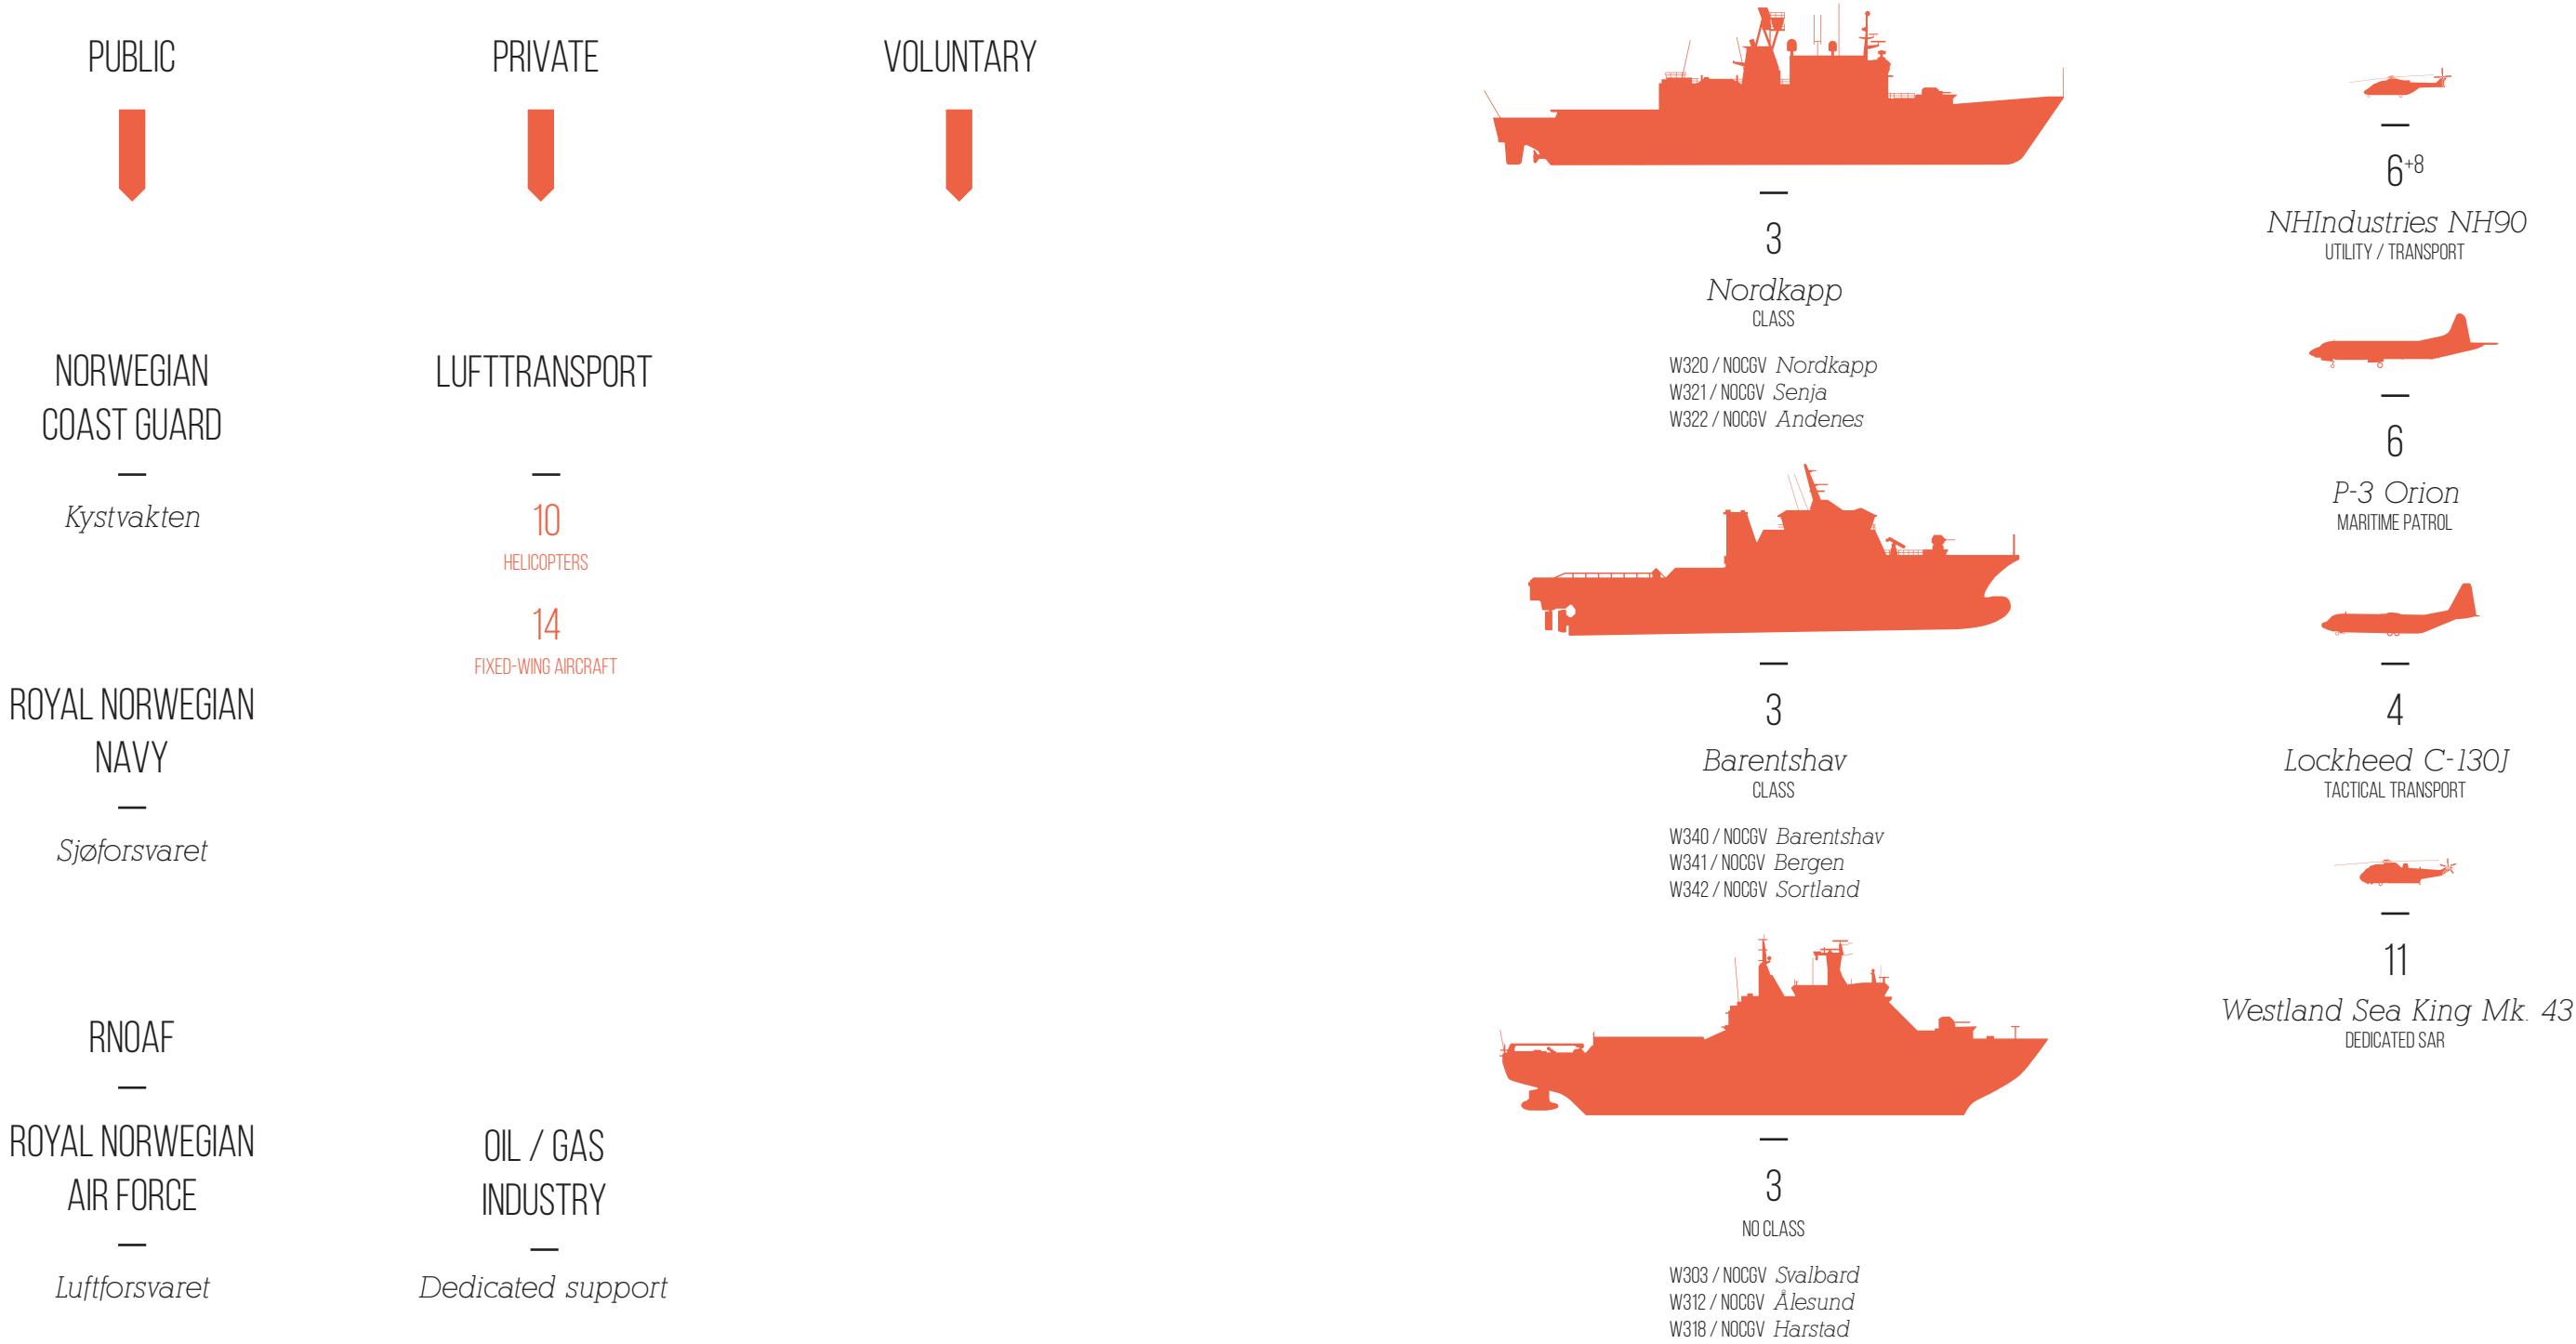 PUBLIC
NORWEGIAN
COAST GUARD
Kystvakten
ROYAL NORWEGIAN
NAVY
Sjøforsvaret
RNOAF
ROYAL NORWEGIAN
AIR FORCE
Luftforsvaret
PRIVATE
LUFTTRANSPORT
10
HELICOPTERS
14
FIXED-WING AIRCRAFT
OIL / GAS
INDUSTRY
Dedicated support
VOLUNTARY
3
Nordkapp
CLASS
W320 / NOCGV Nordkapp
W321 / NOCGV Senja
W322 / NOCGV Andenes
3
Barentshav
CLASS
W340 / NOCGV Barentshav
W341 / NOCGV Bergen
W342 / NOCGV Sortland
3
NO CLASS
W303 / NOCGV Svalbard
W312 / NOCGV Ålesund
W318 / NOCGV Harstad
6+8
NHIndustries NH90
UTILITY / TRANSPORT
6
P-3 Orion
MARITIME PATROL
4
Lockheed C-130J
TACTICAL TRANSPORT
11
Westland Sea King Mk. 43
DEDICATED SAR